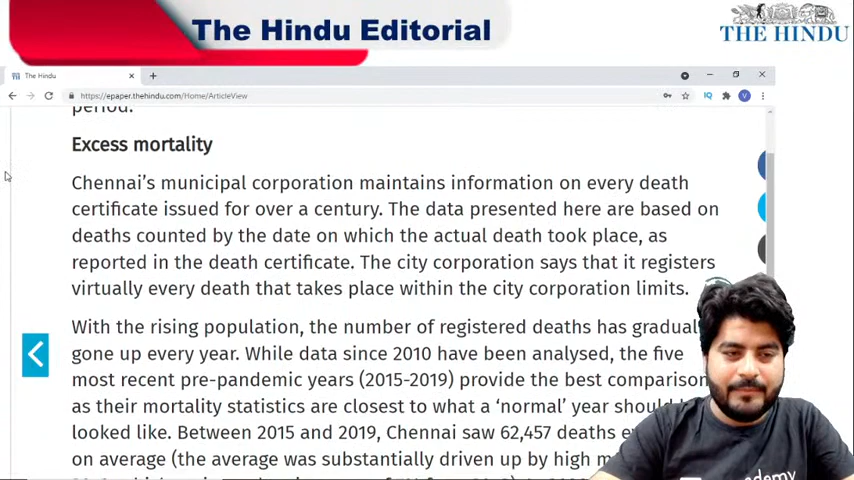 The Hindu Editorial
THE HINDU
The Hindu
https://epaper.thehindu.com/Home/ArticleView
IQ
V
period.
Excess mortality
Chennai's municipal corporation maintains information on every death
certificate issued for over a century. The data presented here are based on
deaths counted by the date on which the actual death took place, as
reported in the death certificate. The city corporation says that it registers
virtually every death that takes place within the city corporation limits.
With the rising population, the number of registered deaths has
gone up every year. While data since 2010 have been analysed, the five
most recent pre-pandemic years (2015-2019) provide the best comparison
as their mortality statistics are closest to what a 'normal' year should
looked like. Between 2015 and 2019, Chennai saw 62,457 deaths
on average (the average was substantially driven up by high